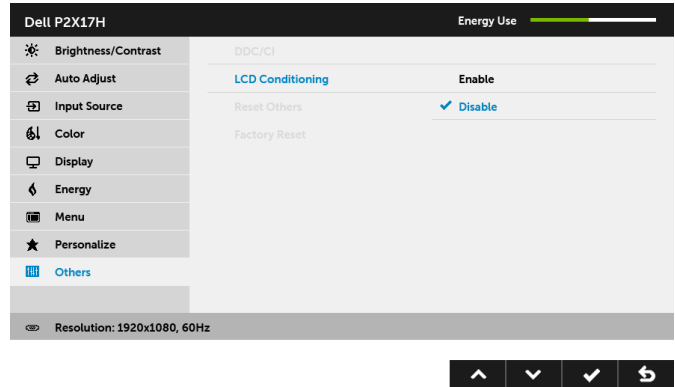 Dell P2X17H Energy Use
Brightness/Contrast DDC/CI
Auto Adjust LCD Conditioning Enable
Input Source Reset Others Disable
Color Factory Reset
Display
Energy
Menu
Personalize
Others
Resolution: 1920x1080, 60Hz